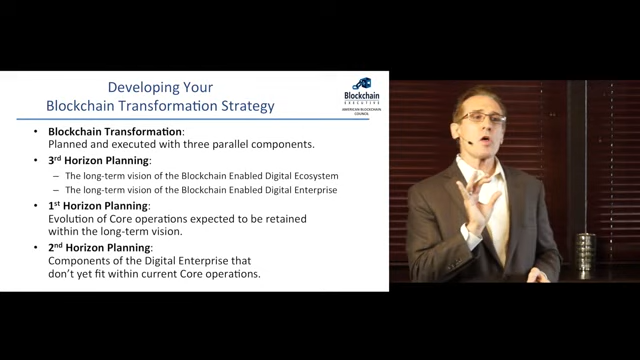 Developing Your
Blockchain Transformation Strategy
Blockchain
EXECUTIVE
AMERICAN BLOCKCHAIN
COUNCIL
• Blockchain Transformation:
Planned and executed with three parallel components.
• 3rd Horizon Planning:
– The long-term vision of the Blockchain Enabled Digital Ecosystem
– The long-term vision of the Blockchain Enabled Digital Enterprise
• 1st Horizon Planning:
Evolution of Core operations expected to be retained
within the long-term vision.
• 2nd Horizon Planning:
Components of the Digital Enterprise that
don't yet fit within current Core operations.